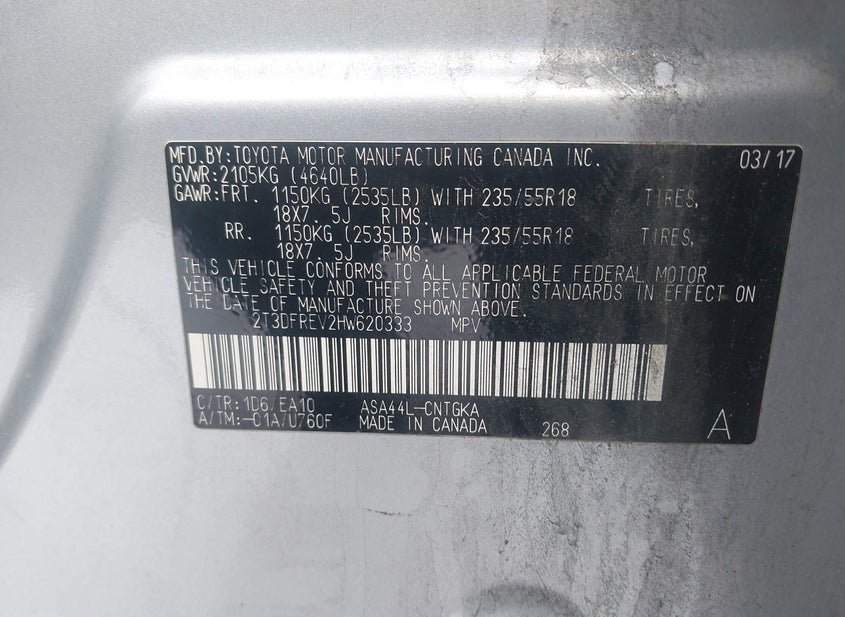 MFD.BY:TOYOTA MOTOR MANUFACTURING CANADA INC. 03/17
GVWR:2105KG (4640LB)
GAWR:FRT. 1150KG (2535LB) WITH 235/55R18 TIRES,
18X7. 5J RIMS.
RR. 1150KG (2535LB) WITH 235/55R18 TIRES,
18X7. 5J RIMS.
THIS VEHICLE CONFORMS TO ALL APPLICABLE FEDERAL MOTOR
VEHICLE SAFETY AND THEFT PREVENTION STANDARDS IN EFFECT ON
THE DATE OF MANUFACTURE SHOWN ABOVE.
2T3DFREV2HW620333 MPV
C/TR:1D6/EA10 ASA44L-CNTGKA
A/TM:-01A/U760F MADE IN CANADA 268 A